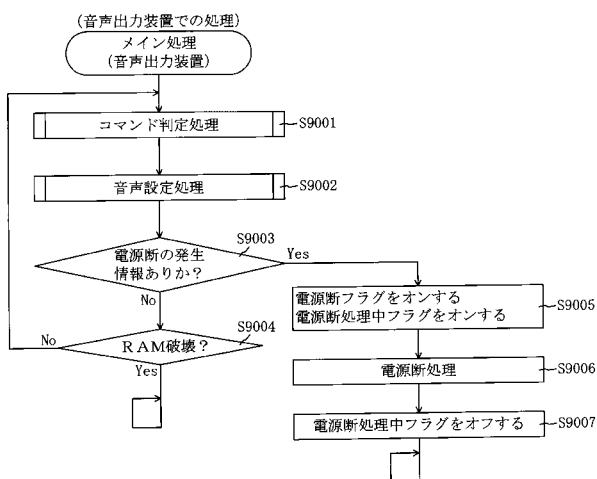 (音声出力装置での処理)
メイン処理
(音声出力装置)
コマンド判定処理
S9001
音声設定処理
S9002
電源断の発生
情報ありか?
S9003
Yes
No
RAM破壊?
S9004
No
Yes
電源断フラグをオンする
電源断処理中フラグをオンする
S9005
電源断処理
S9006
電源断処理中フラグをオフする
S9007